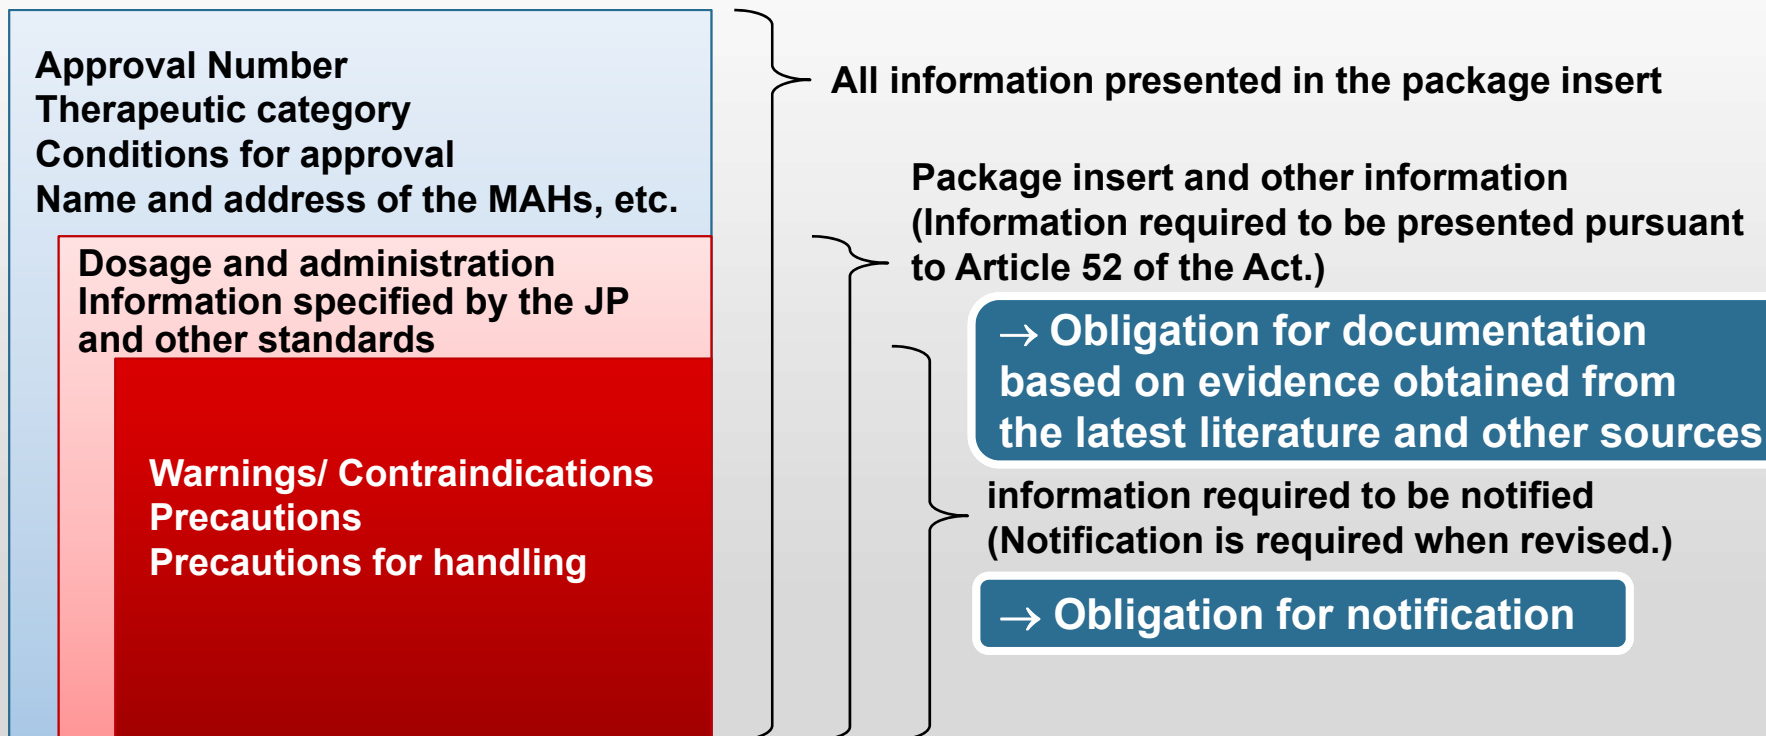 Approval Number
Therapeutic category
Conditions for approval
Name and address of the MAHs, etc.
Dosage and administration
Information specified by the JP
and other standards
Warnings/ Contraindications
Precautions
Precautions for handling
All information presented in the package insert
Package insert and other information
(Information required to be presented pursuant
to Article 52 of the Act.)
→ Obligation for documentation
based on evidence obtained from
the latest literature and other sources
information required to be notified
(Notification is required when revised.)
→ Obligation for notification